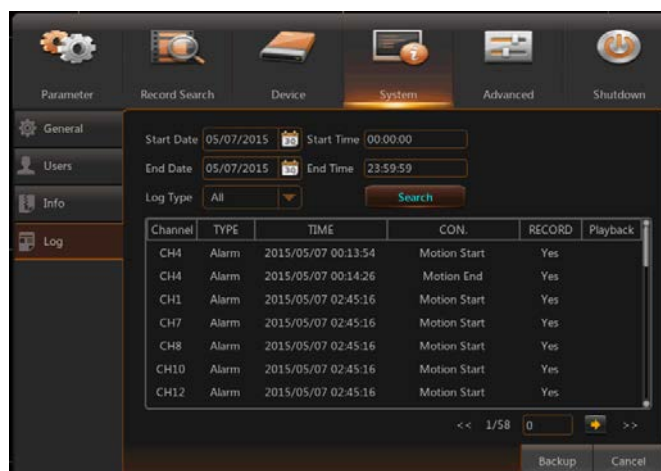 Parameter Record Search Device System Advanced Shutdown
General
Users
Info
Log
Start Date 05/07/2015 30 Start Time 00:00:00
End Date 05/07/2015 30 End Time 23:59:59
Log Type All Search
Channel TYPE TIME CON. RECORD Playback
CH4 Alarm 2015/05/07 00:13:54 Motion Start Yes
CH4 Alarm 2015/05/07 00:14:26 Motion End Yes
CH1 Alarm 2015/05/07 02:45:16 Motion Start Yes
CH7 Alarm 2015/05/07 02:45:16 Motion Start Yes
CH8 Alarm 2015/05/07 02:45:16 Motion Start Yes
CH10 Alarm 2015/05/07 02:45:16 Motion Start Yes
CH12 Alarm 2015/05/07 02:45:16 Motion Start Yes
<< 1/58 0 >>
Backup Cancel